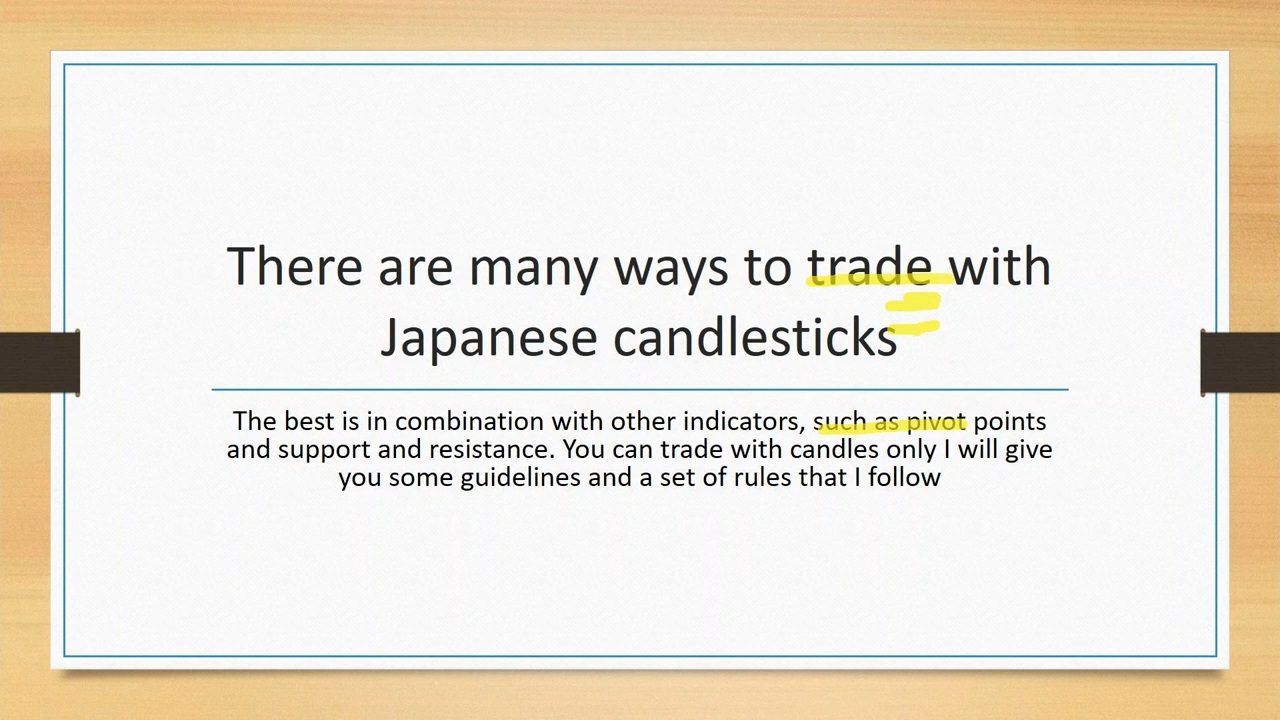 There are many ways to trade with
Japanese candlesticks
The best is in combination with other indicators, such as pivot points
and support and resistance. You can trade with candles only I will give
you some guidelines and a set of rules that I follow